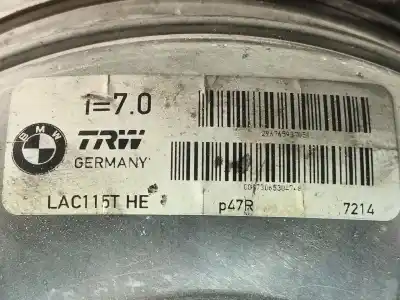 i=7.0
BMW
TRW
GERMANY
LAC115T HE
p47R
7214